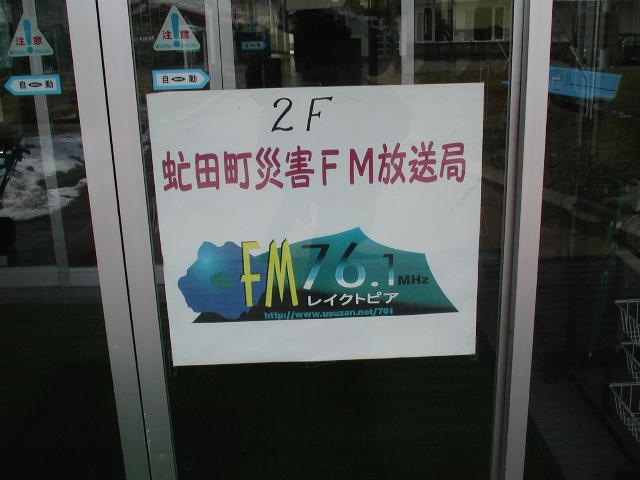 注意
注意
自動
自動
2F
虻田町災害FM放送局
FM76.1MHz
レイクトピア
http://www.usuzan.net/761